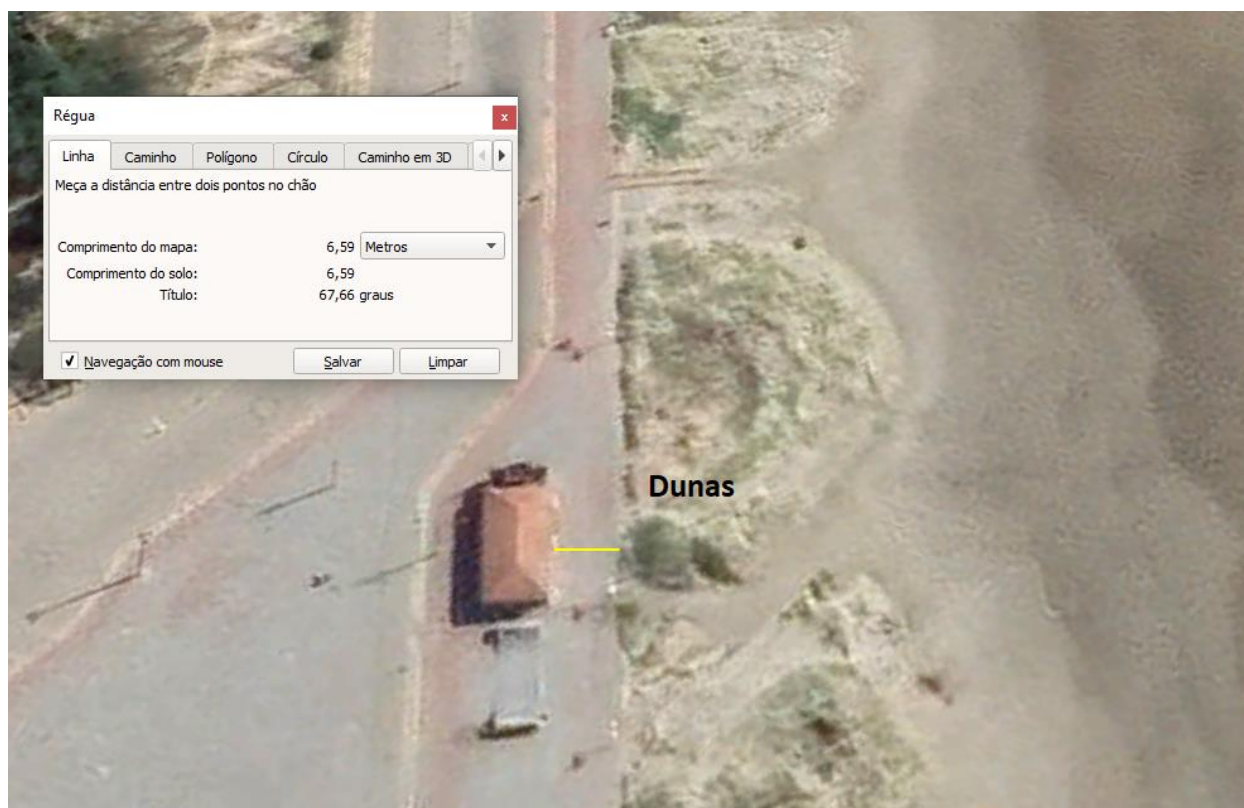 Régua
x
Linha Caminho Polígono Círculo Caminho em 3D
Meça a distância entre dois pontos no chão
Comprimento do mapa: 6,59 Metros
Comprimento do solo: 6,59
Título: 67,66 graus
Navegação com mouse Salvar Limpar
Dunas